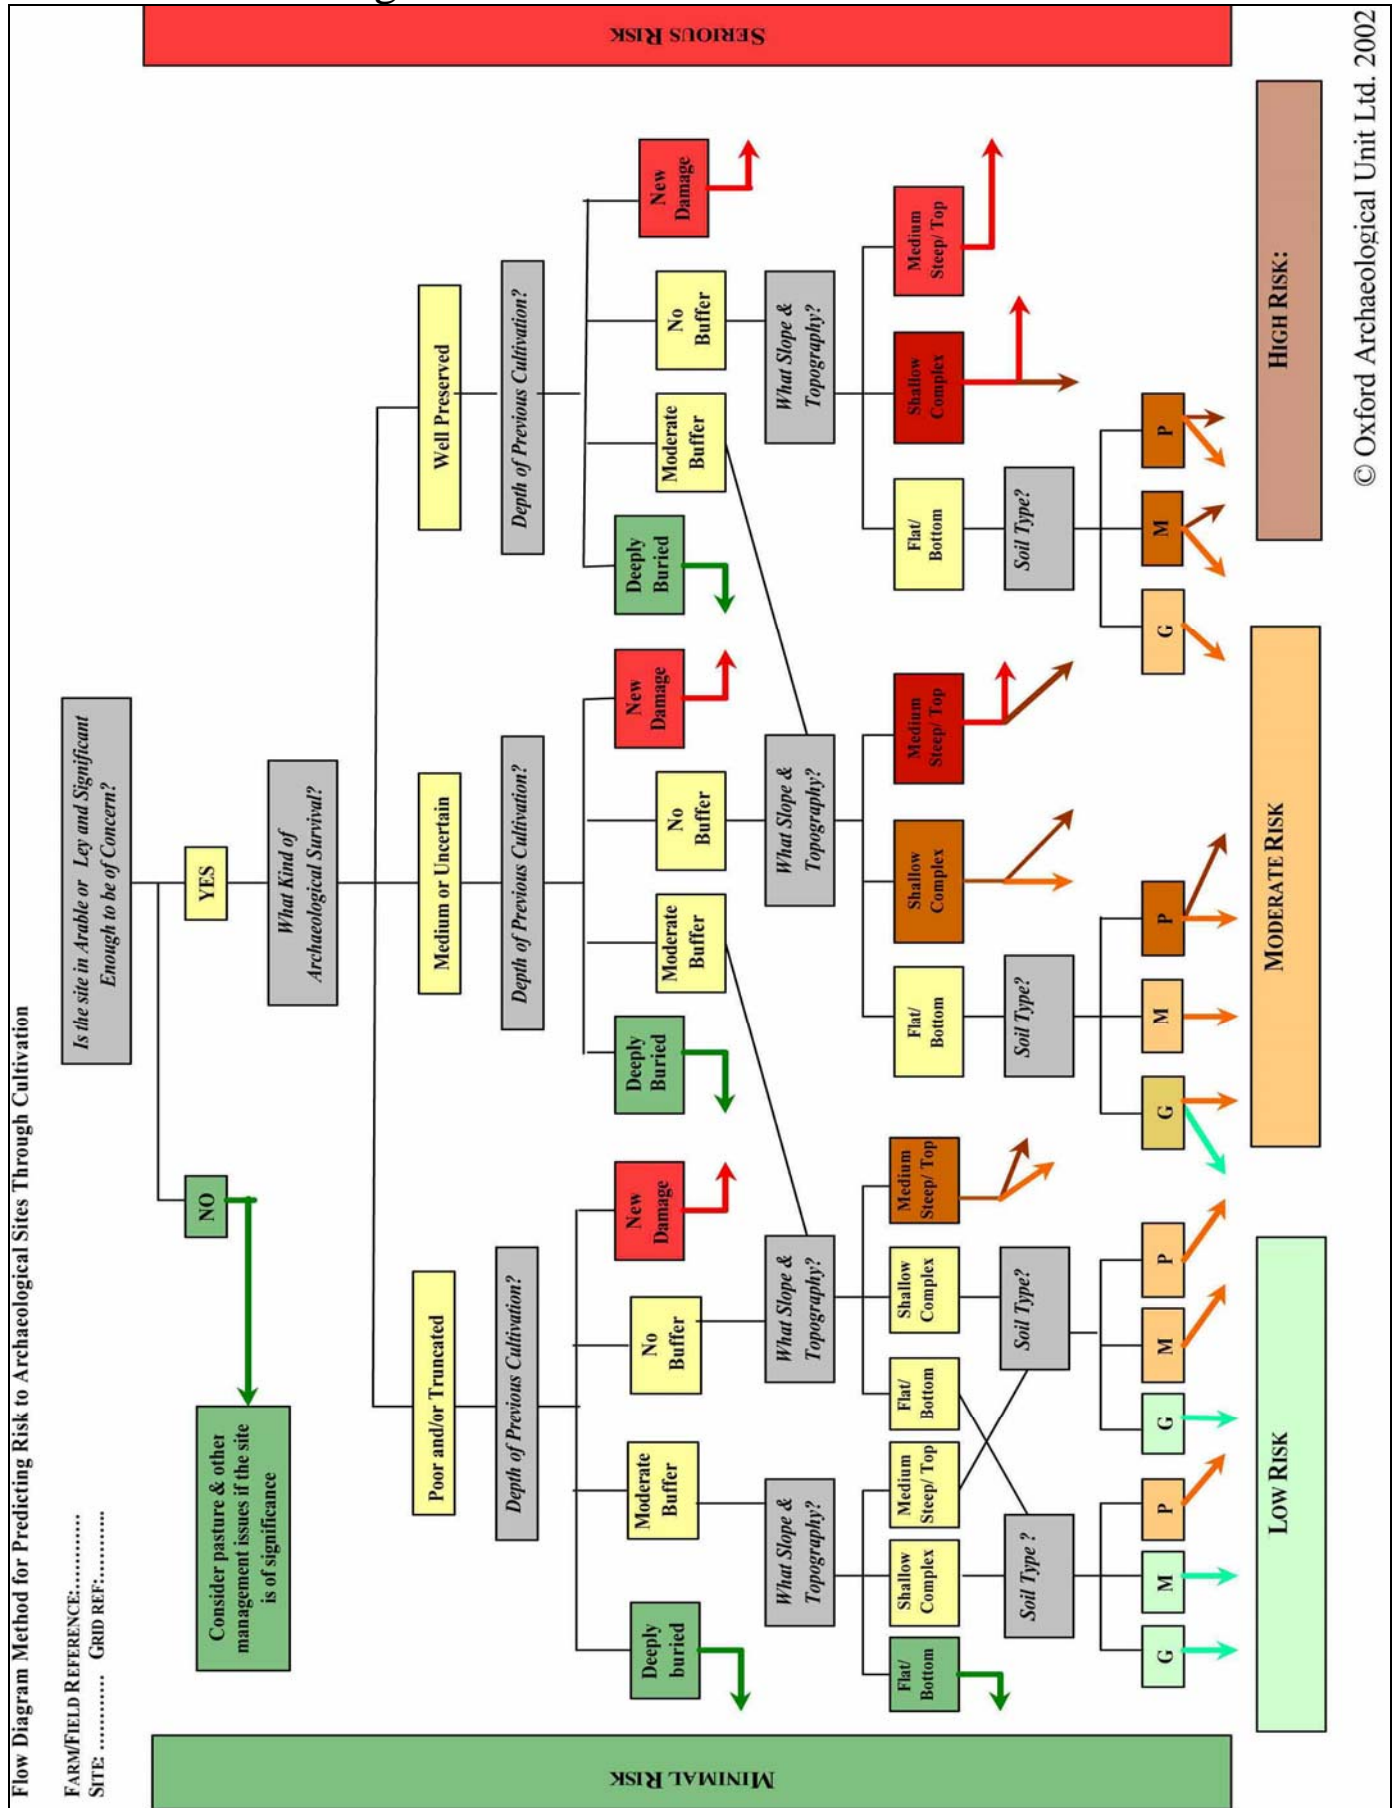 Flow Diagram Method for Predicting Risk to Archaeological Sites Through Cultivation
FARM/FIELD REFERENCE:............
SITE: ............ GRID REF:............
Is the site in Arable or Ley and Significant
Enough to be of Concern?
NO
YES
Consider pasture & other
management issues if the site
is of significance
What Kind of
Archaeological Survival?
Poor and/or Truncated
Medium or Uncertain
Well Preserved
Depth of Previous Cultivation?
Depth of Previous Cultivation?
Depth of Previous Cultivation?
Deeply
buried
Moderate
Buffer
No
Buffer
New
Damage
Deeply
Buried
Moderate
Buffer
No
Buffer
New
Damage
Deeply
Buried
Moderate
Buffer
No
Buffer
New
Damage
What Slope &
Topography?
What Slope &
Topography?
What Slope &
Topography?
What Slope &
Topography?
Flat/
Bottom
Shallow
Complex
Medium
Steep/ Top
Flat/
Bottom
Shallow
Complex
Medium
Steep/ Top
Flat/
Bottom
Shallow
Complex
Medium
Steep/ Top
Flat/
Bottom
Shallow
Complex
Medium
Steep/ Top
Soil Type ?
Soil Type?
Soil Type?
Soil Type?
G
M
P
G
M
P
G
M
P
G
M
P
MINIMAL RISK
LOW RISK
MODERATE RISK
HIGH RISK:
SERIOUS RISK
© Oxford Archaeological Unit Ltd. 2002